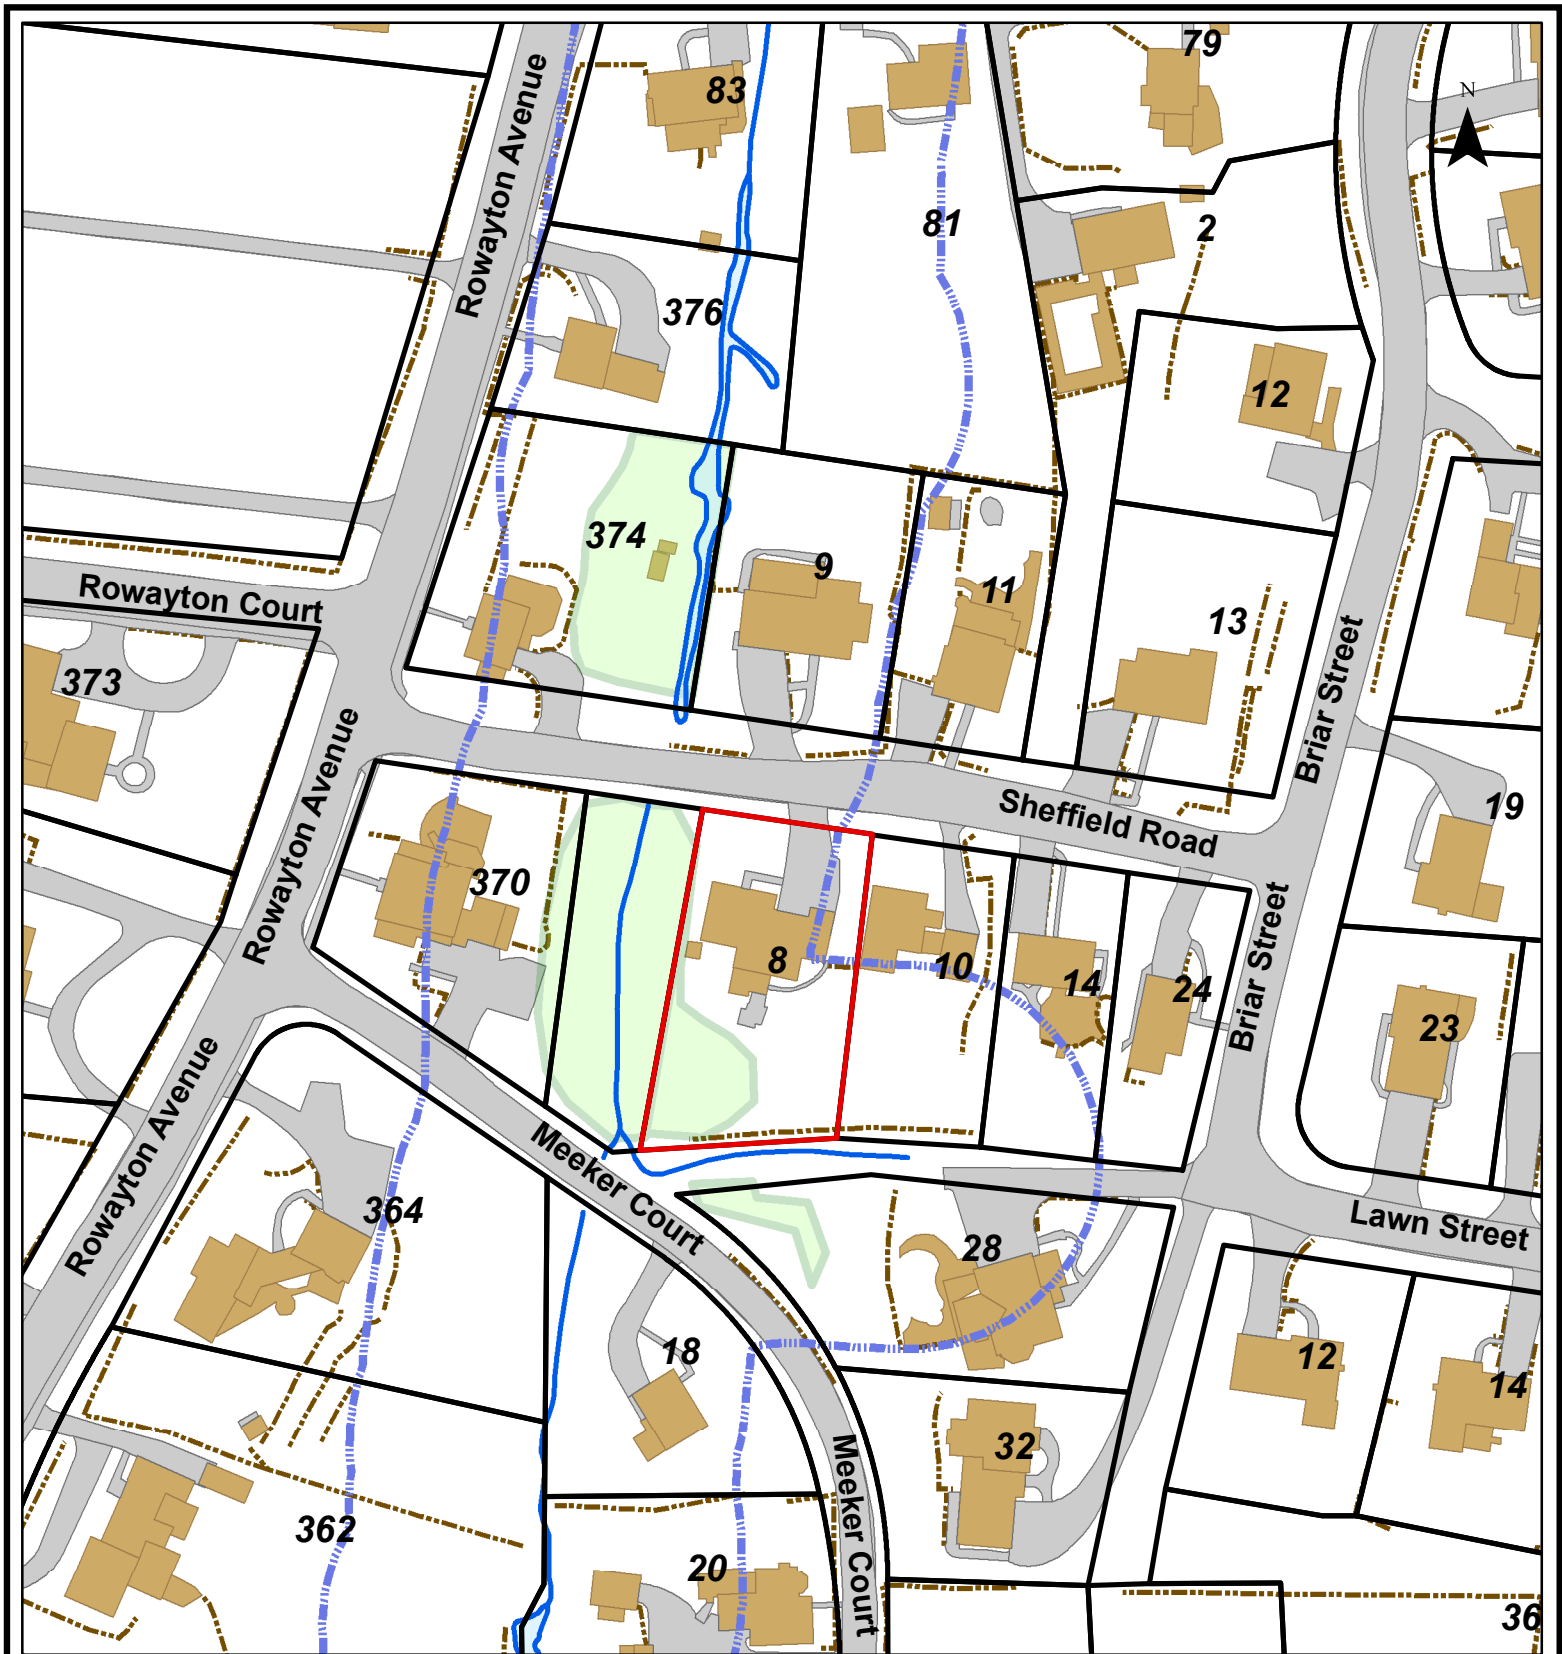 79
83
N
Rowayton Avenue
81
2
376
12
374
9
11
Rowayton Court
13
373
Briar Street
Rowayton Avenue
Sheffield Road
19
370
8
10
14
24
Briar Street
23
Rowayton Avenue
Meeker Court
364
28
Lawn Street
18
12
14
32
Meeker Court
362
20
36